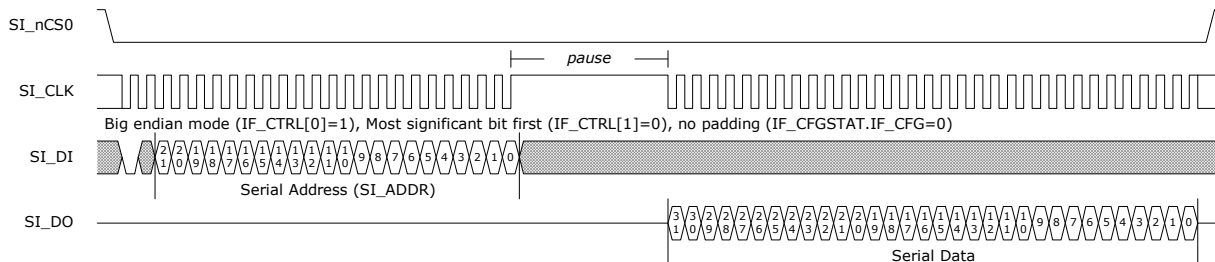 SI_nCS0
pause
SI_CLK
Big endian mode (IF_CTRL[0]=1), Most significant bit first (IF_CTRL[1]=0), no padding (IF_CFGSTAT.IF_CFG=0)
SI_DI
21 20 19 18 17 16 15 14 13 12 11 10 9 8 7 6 5 4 3 2 1 0
Serial Address (SI_ADDR)
SI_DO
31 30 29 28 27 26 25 24 23 22 21 20 19 18 17 16 15 14 13 12 11 10 9 8 7 6 5 4 3 2 1 0
Serial Data